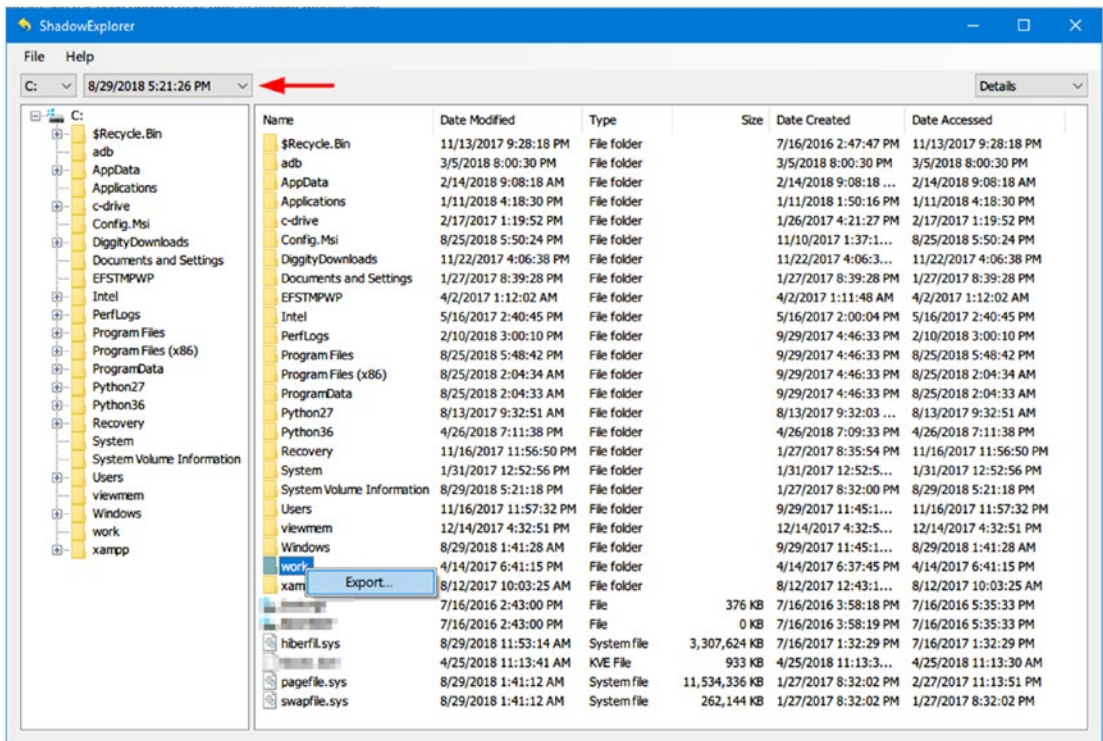 ShadowExplorer
File Help
C: 8/29/2018 5:21:26 PM Details
C:
$Recycle.Bin
adb
AppData
Applications
c-drive
Config.Msi
DiggityDownloads
Documents and Settings
EFSTMPWP
Intel
PerfLogs
Program Files
Program Files (x86)
ProgramData
Python27
Python36
Recovery
System
System Volume Information
Users
viewmem
Windows
work
xampp
Name Date Modified Type Size Date Created Date Accessed
$Recycle.Bin 11/13/2017 9:28:18 PM File folder 7/16/2016 2:47:47 PM 11/13/2017 9:28:18 PM
adb 3/5/2018 8:00:30 PM File folder 3/5/2018 8:00:30 PM 3/5/2018 8:00:30 PM
AppData 2/14/2018 9:08:18 AM File folder 2/14/2018 9:08:18 ... 2/14/2018 9:08:18 AM
Applications 1/11/2018 4:18:30 PM File folder 1/11/2018 1:50:16 PM 1/11/2018 4:18:30 PM
c-drive 2/17/2017 1:19:52 PM File folder 1/26/2017 4:21:27 PM 2/17/2017 1:19:52 PM
Config.Msi 8/25/2018 5:50:24 PM File folder 11/10/2017 1:37:1... 8/25/2018 5:50:24 PM
DiggityDownloads 11/22/2017 4:06:38 PM File folder 11/22/2017 4:06:3... 11/22/2017 4:06:38 PM
Documents and Settings 1/27/2017 8:39:28 PM File folder 1/27/2017 8:39:28 PM 1/27/2017 8:39:28 PM
EFSTMPWP 4/2/2017 1:12:02 AM File folder 4/2/2017 1:11:48 AM 4/2/2017 1:12:02 AM
Intel 5/16/2017 2:40:45 PM File folder 5/16/2017 2:00:04 PM 5/16/2017 2:40:45 PM
PerfLogs 2/10/2018 3:00:10 PM File folder 9/29/2017 4:46:33 PM 2/10/2018 3:00:10 PM
Program Files 8/25/2018 5:48:42 PM File folder 9/29/2017 4:46:33 PM 8/25/2018 5:48:42 PM
Program Files (x86) 8/25/2018 2:04:34 AM File folder 9/29/2017 4:46:33 PM 8/25/2018 2:04:34 AM
ProgramData 8/25/2018 2:04:33 AM File folder 9/29/2017 4:46:33 PM 8/25/2018 2:04:33 AM
Python27 8/13/2017 9:32:51 AM File folder 8/13/2017 9:32:03 ... 8/13/2017 9:32:51 AM
Python36 4/26/2018 7:11:38 PM File folder 4/26/2018 7:09:33 PM 4/26/2018 7:11:38 PM
Recovery 11/16/2017 11:56:50 PM File folder 1/27/2017 8:35:54 PM 11/16/2017 11:56:50 PM
System 1/31/2017 12:52:56 PM File folder 1/31/2017 12:52:5... 1/31/2017 12:52:56 PM
System Volume Information 8/29/2018 5:21:18 PM File folder 1/27/2017 8:32:00 PM 8/29/2018 5:21:18 PM
Users 11/16/2017 11:57:32 PM File folder 9/29/2017 11:45:1... 11/16/2017 11:57:32 PM
viewmem 12/14/2017 4:32:51 PM File folder 12/14/2017 4:32:5... 12/14/2017 4:32:51 PM
Windows 8/29/2018 1:41:28 AM File folder 9/29/2017 11:45:1... 8/29/2018 1:41:28 AM
work 4/14/2017 6:41:15 PM File folder 4/14/2017 6:37:45 PM 4/14/2017 6:41:15 PM
xam Export... 8/12/2017 10:03:25 AM File folder 8/12/2017 12:43:1... 8/12/2017 10:03:25 AM
7/16/2016 2:43:00 PM File 376 KB 7/16/2016 3:58:18 PM 7/16/2016 5:35:33 PM
7/16/2016 2:43:00 PM File 0 KB 7/16/2016 3:58:19 PM 7/16/2016 5:35:33 PM
hiberfil.sys 8/29/2018 11:53:14 AM System file 3,307,624 KB 7/16/2017 1:32:29 PM 7/16/2017 1:32:29 PM
4/25/2018 11:13:41 AM KVE File 933 KB 4/25/2018 11:13:3... 4/25/2018 11:13:30 AM
pagefile.sys 8/29/2018 1:41:12 AM System file 11,534,336 KB 1/27/2017 8:32:02 PM 2/27/2017 11:13:51 PM
swapfile.sys 8/29/2018 1:41:12 AM System file 262,144 KB 1/27/2017 8:32:02 PM 1/27/2017 8:32:02 PM